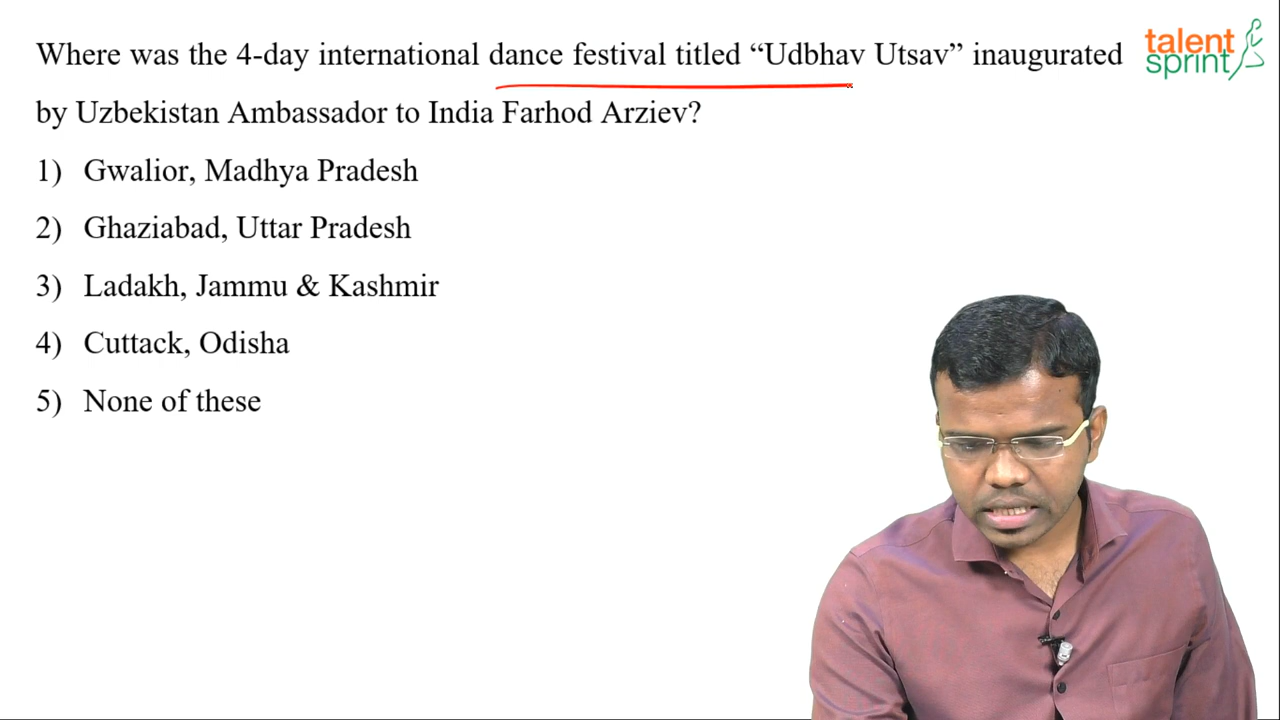 Where was the 4-day international dance festival titled “Udbhav Utsav” inaugurated
by Uzbekistan Ambassador to India Farhod Arziev?
1) Gwalior, Madhya Pradesh
2) Ghaziabad, Uttar Pradesh
3) Ladakh, Jammu & Kashmir
4) Cuttack, Odisha
5) None of these
talent
sprint